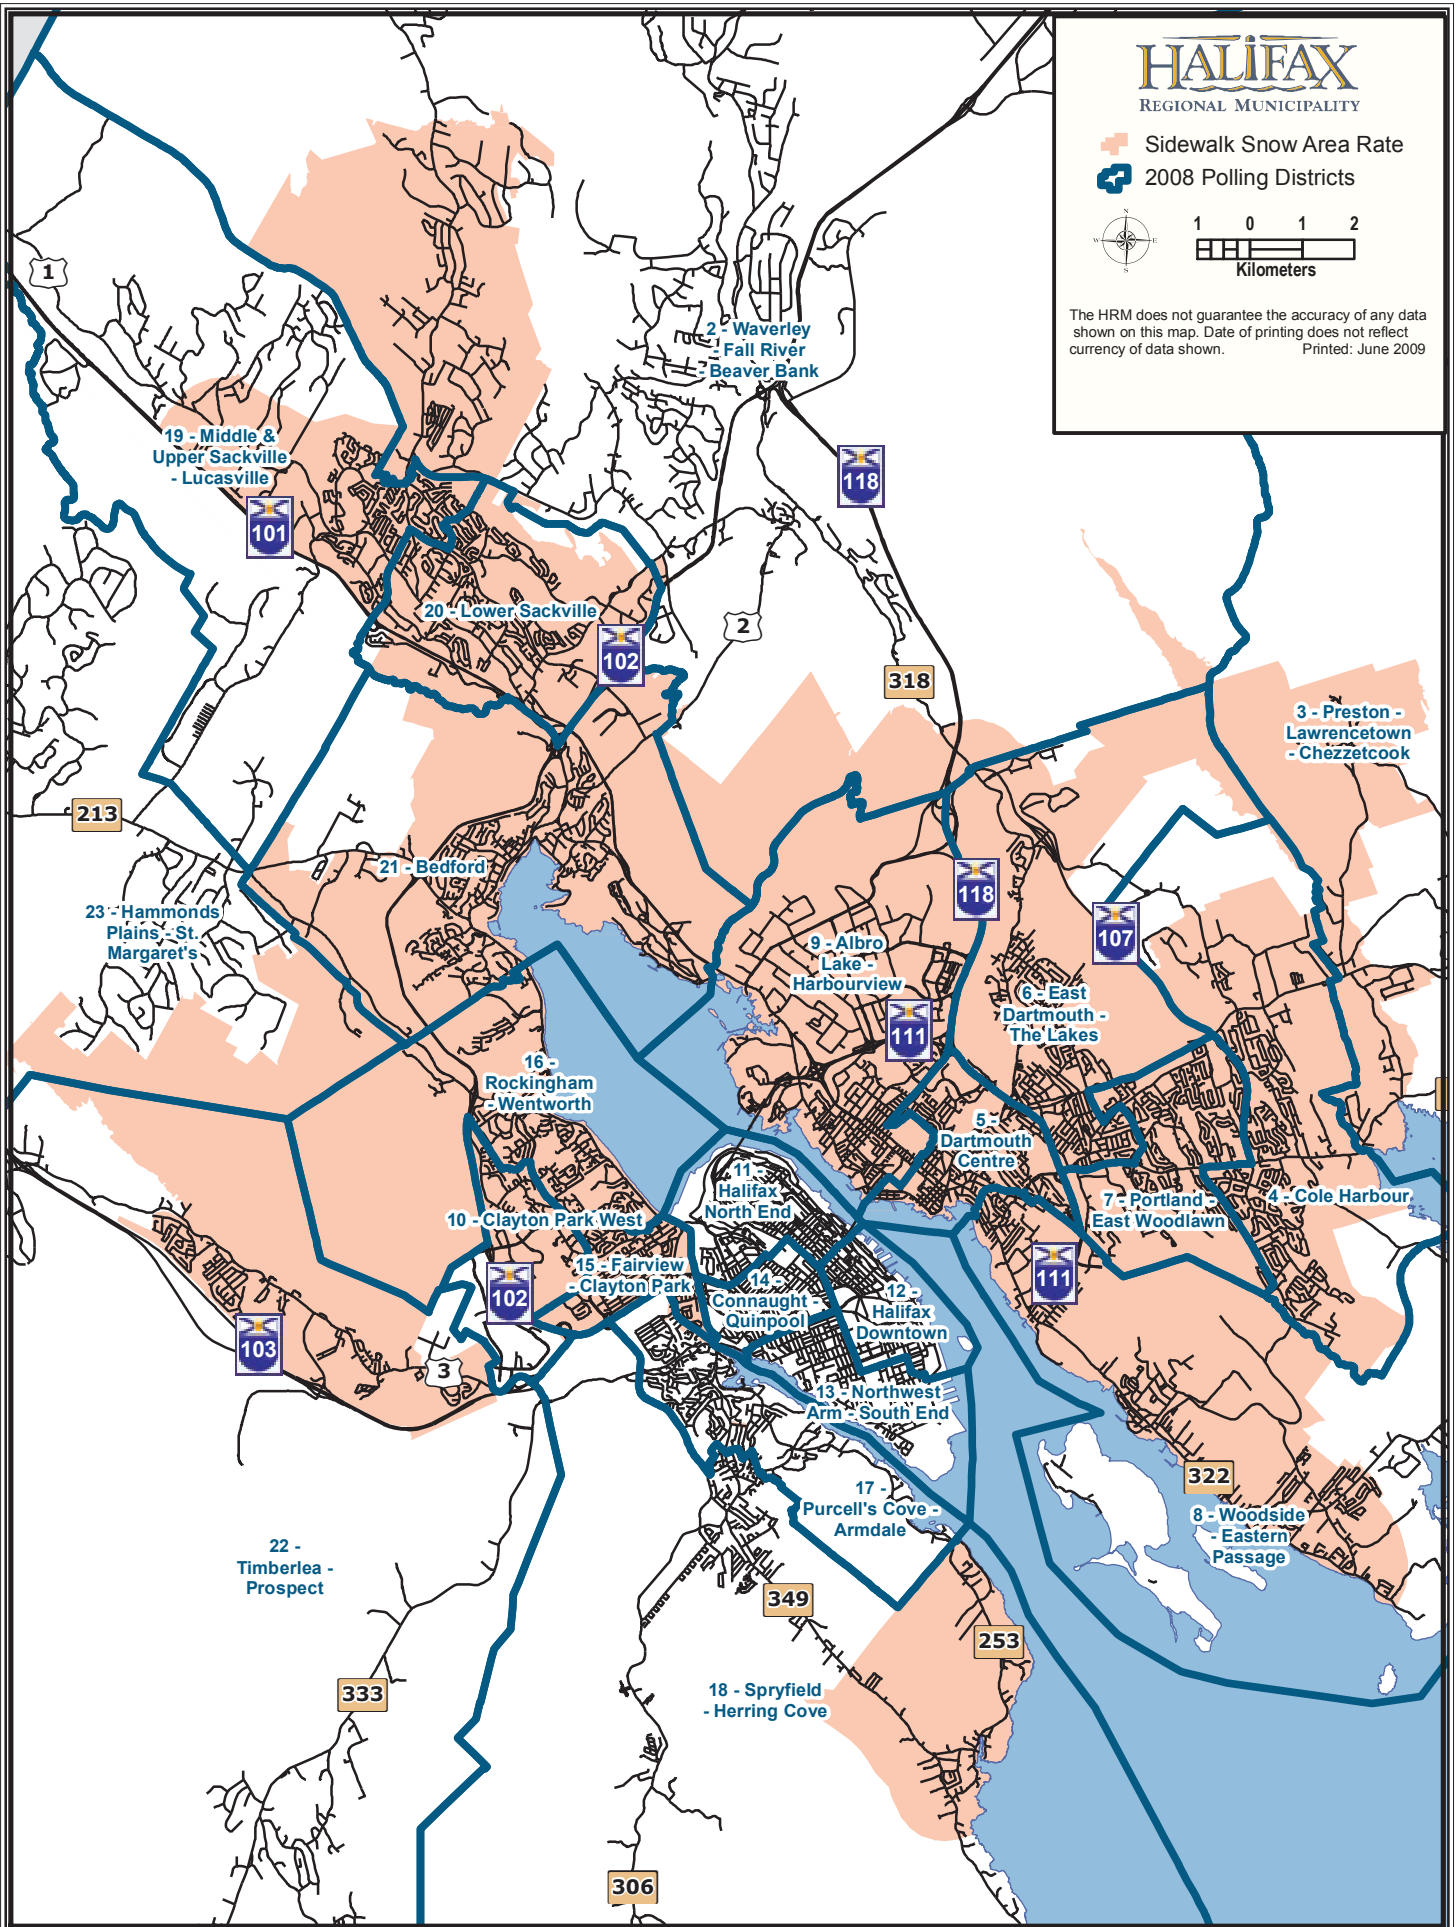 HALIFAX
REGIONAL MUNICIPALITY
Sidewalk Snow Area Rate
2008 Polling Districts
N
W E
S
1 0 1 2
Kilometers
The HRM does not guarantee the accuracy of any data
shown on this map. Date of printing does not reflect
currency of data shown. Printed: June 2009
1
2 - Waverley
- Fall River
- Beaver Bank
19 - Middle &
Upper Sackville
- Lucasville
118
101
20 - Lower Sackville
2
102
318
3 - Preston -
Lawrencetown
- Chezzetcook
213
21 - Bedford
118
23 - Hammonds
Plains - St.
Margaret's
107
9 - Albro
Lake -
Harbourview
6 - East
Dartmouth -
The Lakes
111
16 -
Rockingham
- Wentworth
5 -
Dartmouth
Centre
11 -
Halifax
North End
7 - Portland -
East Woodlawn
4 - Cole Harbour
10 - Clayton Park West
15 - Fairview
- Clayton Park
111
102
14 -
Connaught -
Quinpool
12 -
Halifax
Downtown
103
3
13 - Northwest
Arm - South End
322
17 -
Purcell's Cove -
Armdale
8 - Woodside
- Eastern
Passage
22 -
Timberlea -
Prospect
349
253
333
18 - Spryfield
- Herring Cove
306